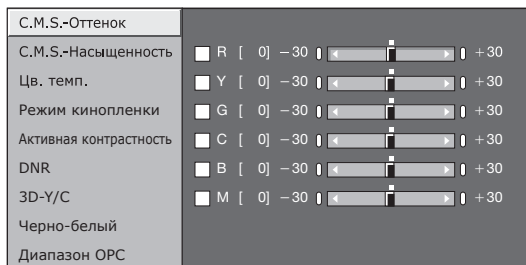 C.M.S.-Оттенок
C.M.S.-Насыщенность
Цв. темп.
Режим кинопленки
Активная контрастность
DNR
3D-Y/C
Черно-белый
Диапазон OPC
R [ 0] −30 +30
Y [ 0] −30 +30
G [ 0] −30 +30
C [ 0] −30 +30
B [ 0] −30 +30
M [ 0] −30 +30